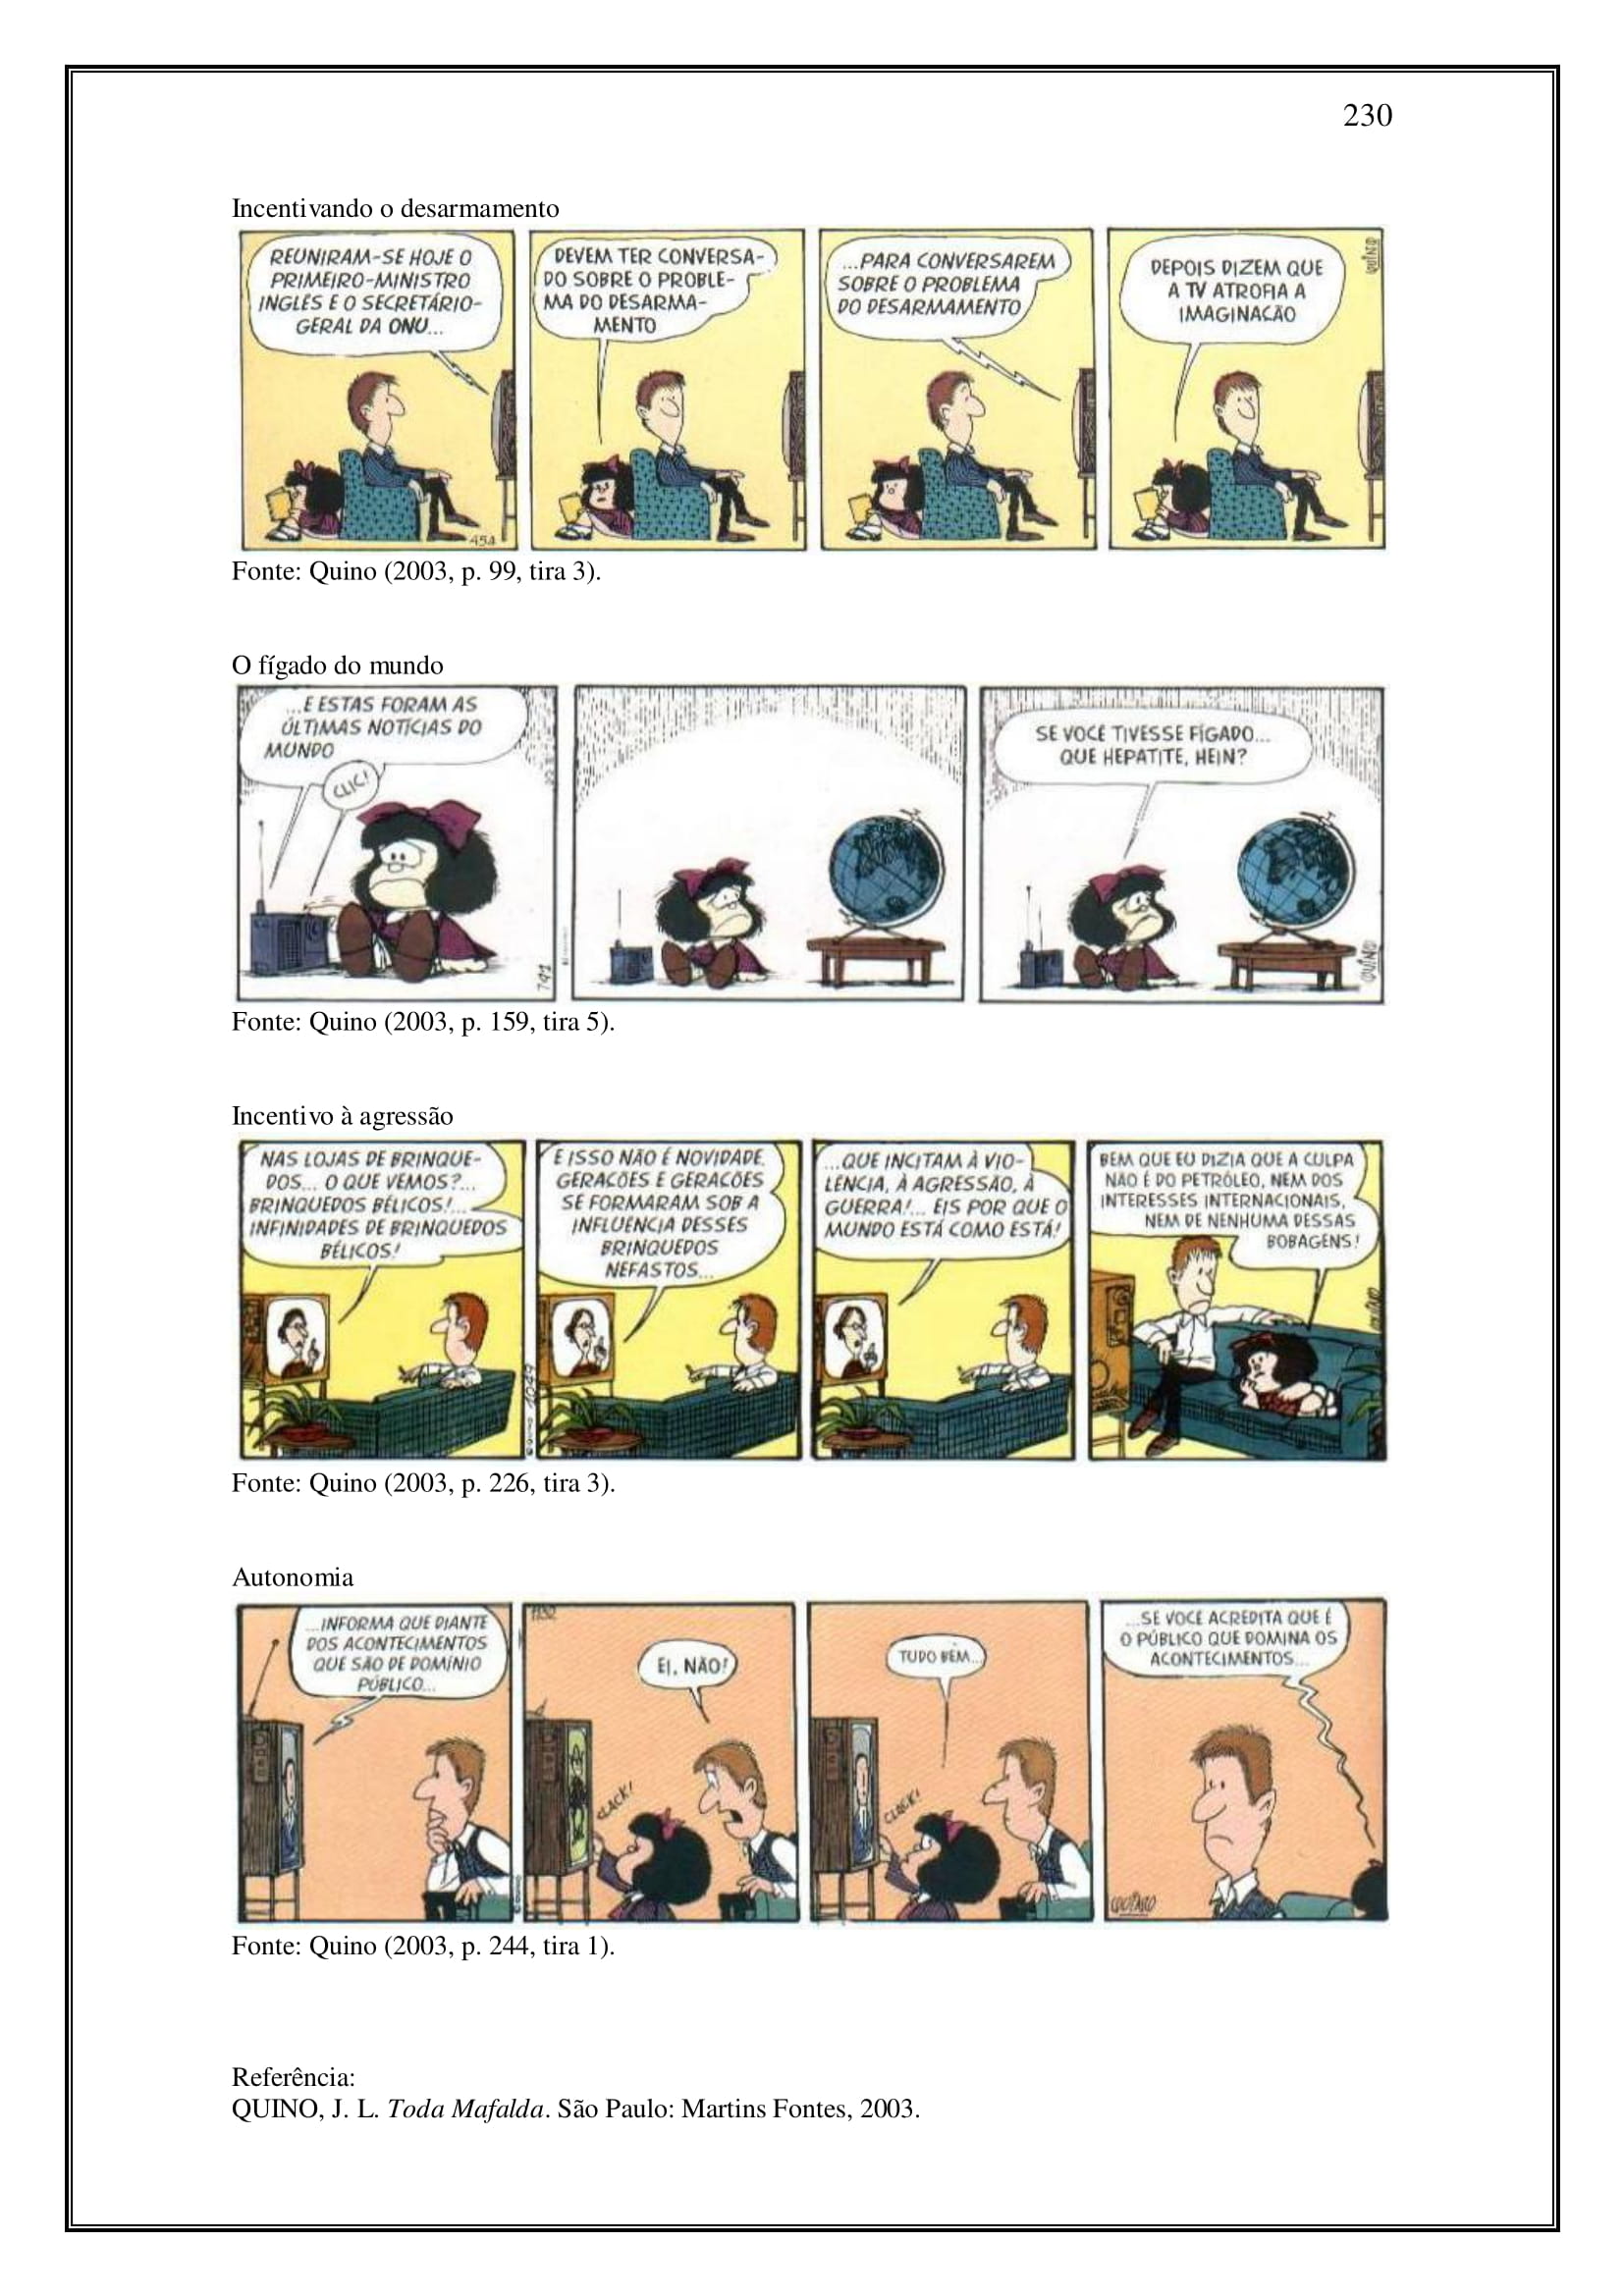 230
Incentivando o desarmamento
REUNIRAM-SE HOJE O
PRIMEIRO-MINISTRO
INGLÊS E O SECRETÁRIO-
GERAL DA ONU...
454
DEVEM TER CONVERSA-
DO SOBRE O PROBLE-
MA DO DESARMA-
MENTO
...PARA CONVERSAREM
SOBRE O PROBLEMA
DO DESARMAMENTO
DEPOIS DIZEM QUE
A TV ATROFIA A
IMAGINAÇÃO
QUINO
Fonte: Quino (2003, p. 99, tira 3).
O fígado do mundo
...E ESTAS FORAM AS
ÚLTIMAS NOTÍCIAS DO
MUNDO
CLIC!
791
SE VOCÊ TIVESSE FÍGADO...
QUE HEPATITE, HEIN?
QUINO
Fonte: Quino (2003, p. 159, tira 5).
Incentivo à agressão
NAS LOJAS DE BRINQUE-
DOS... O QUE VEMOS?...
BRINQUEDOS BÉLICOS!...
INFINIDADES DE BRINQUEDOS
BÉLICOS!
E ISSO NÃO É NOVIDADE.
GERAÇÕES E GERAÇÕES
SE FORMARAM SOB A
INFLUÊNCIA DESSES
BRINQUEDOS
NEFASTOS...
...QUE INCITAM À VIO-
LÊNCIA, À AGRESSÃO, À
GUERRA!... EIS POR QUE O
MUNDO ESTÁ COMO ESTÁ!
BEM QUE EU DIZIA QUE A CULPA
NÃO É DO PETRÓLEO, NEM DOS
INTERESSES INTERNACIONAIS,
NEM DE NENHUMA DESSAS
BOBAGENS!
Fonte: Quino (2003, p. 226, tira 3).
Autonomia
...INFORMA QUE DIANTE
DOS ACONTECIMENTOS
QUE SÃO DE DOMÍNIO
PÚBLICO...
EI, NÃO!
CLACK!
TUDO BEM...
CLACK!
...SE VOCÊ ACREDITA QUE É
O PÚBLICO QUE DOMINA OS
ACONTECIMENTOS...
QUINO
Fonte: Quino (2003, p. 244, tira 1).
Referência:
QUINO, J. L. Toda Mafalda. São Paulo: Martins Fontes, 2003.